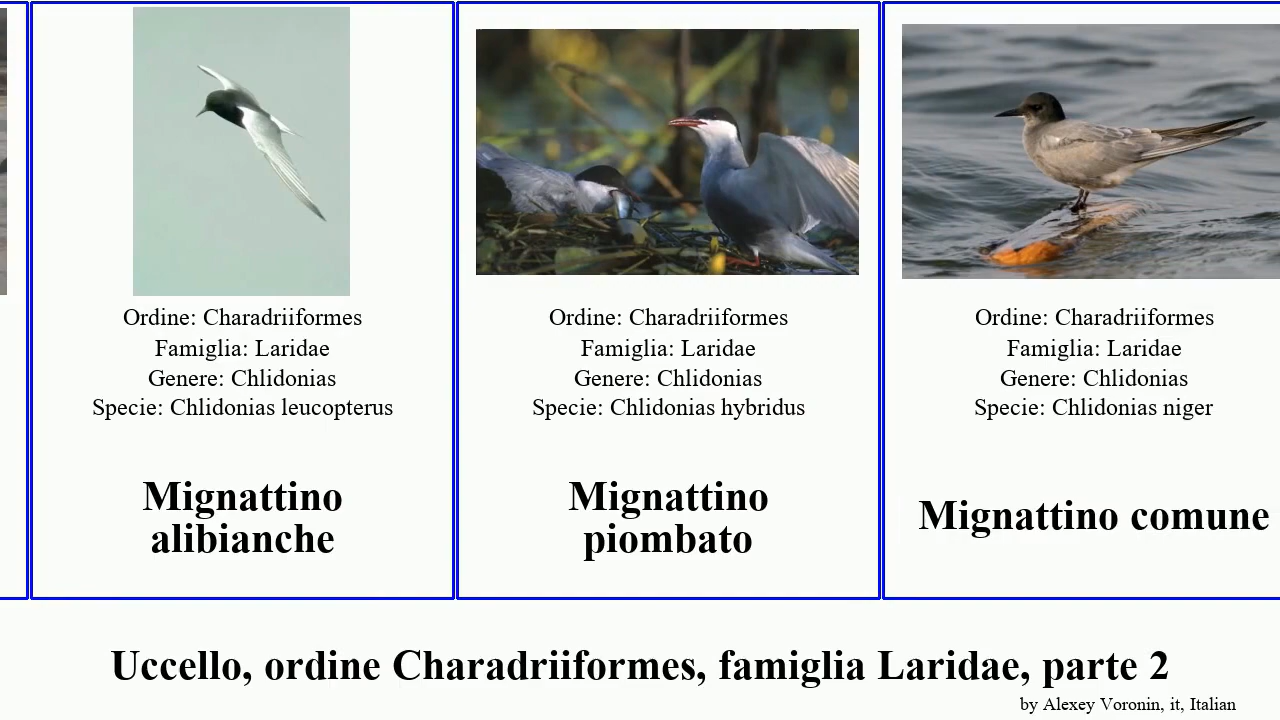 Ordine: Charadriiformes
Famiglia: Laridae
Genere: Chlidonias
Specie: Chlidonias leucopterus
Mignattino
alibianche
Ordine: Charadriiformes
Famiglia: Laridae
Genere: Chlidonias
Specie: Chlidonias hybridus
Mignattino
piombato
Ordine: Charadriiformes
Famiglia: Laridae
Genere: Chlidonias
Specie: Chlidonias niger
Mignattino comune
Uccello, ordine Charadriiformes, famiglia Laridae, parte 2
by Alexey Voronin, it, Italian